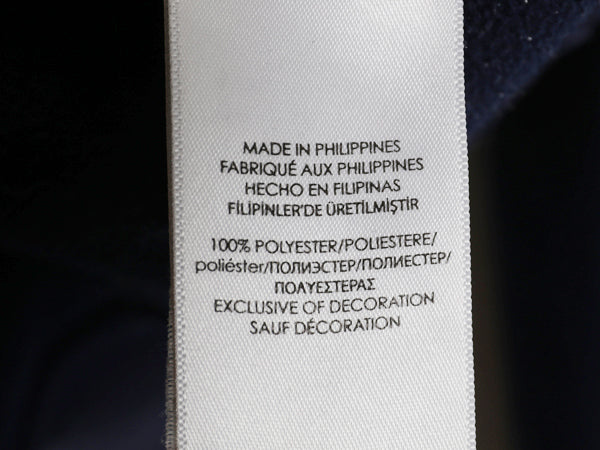 MADE IN PHILIPPINES
FABRIQUÉ AUX PHILIPPINES
HECHO EN FILIPINAS
FİLİPİNLER'DE ÜRETİLMİŞTİR
100% POLYESTER/POLIESTERE/
poliéster/ПОЛИЭСТЕР/ПОЛИЕСТЕР/
ΠΟΛΥΕΣΤΕΡΑΣ
EXCLUSIVE OF DECORATION
SAUF DÉCORATION